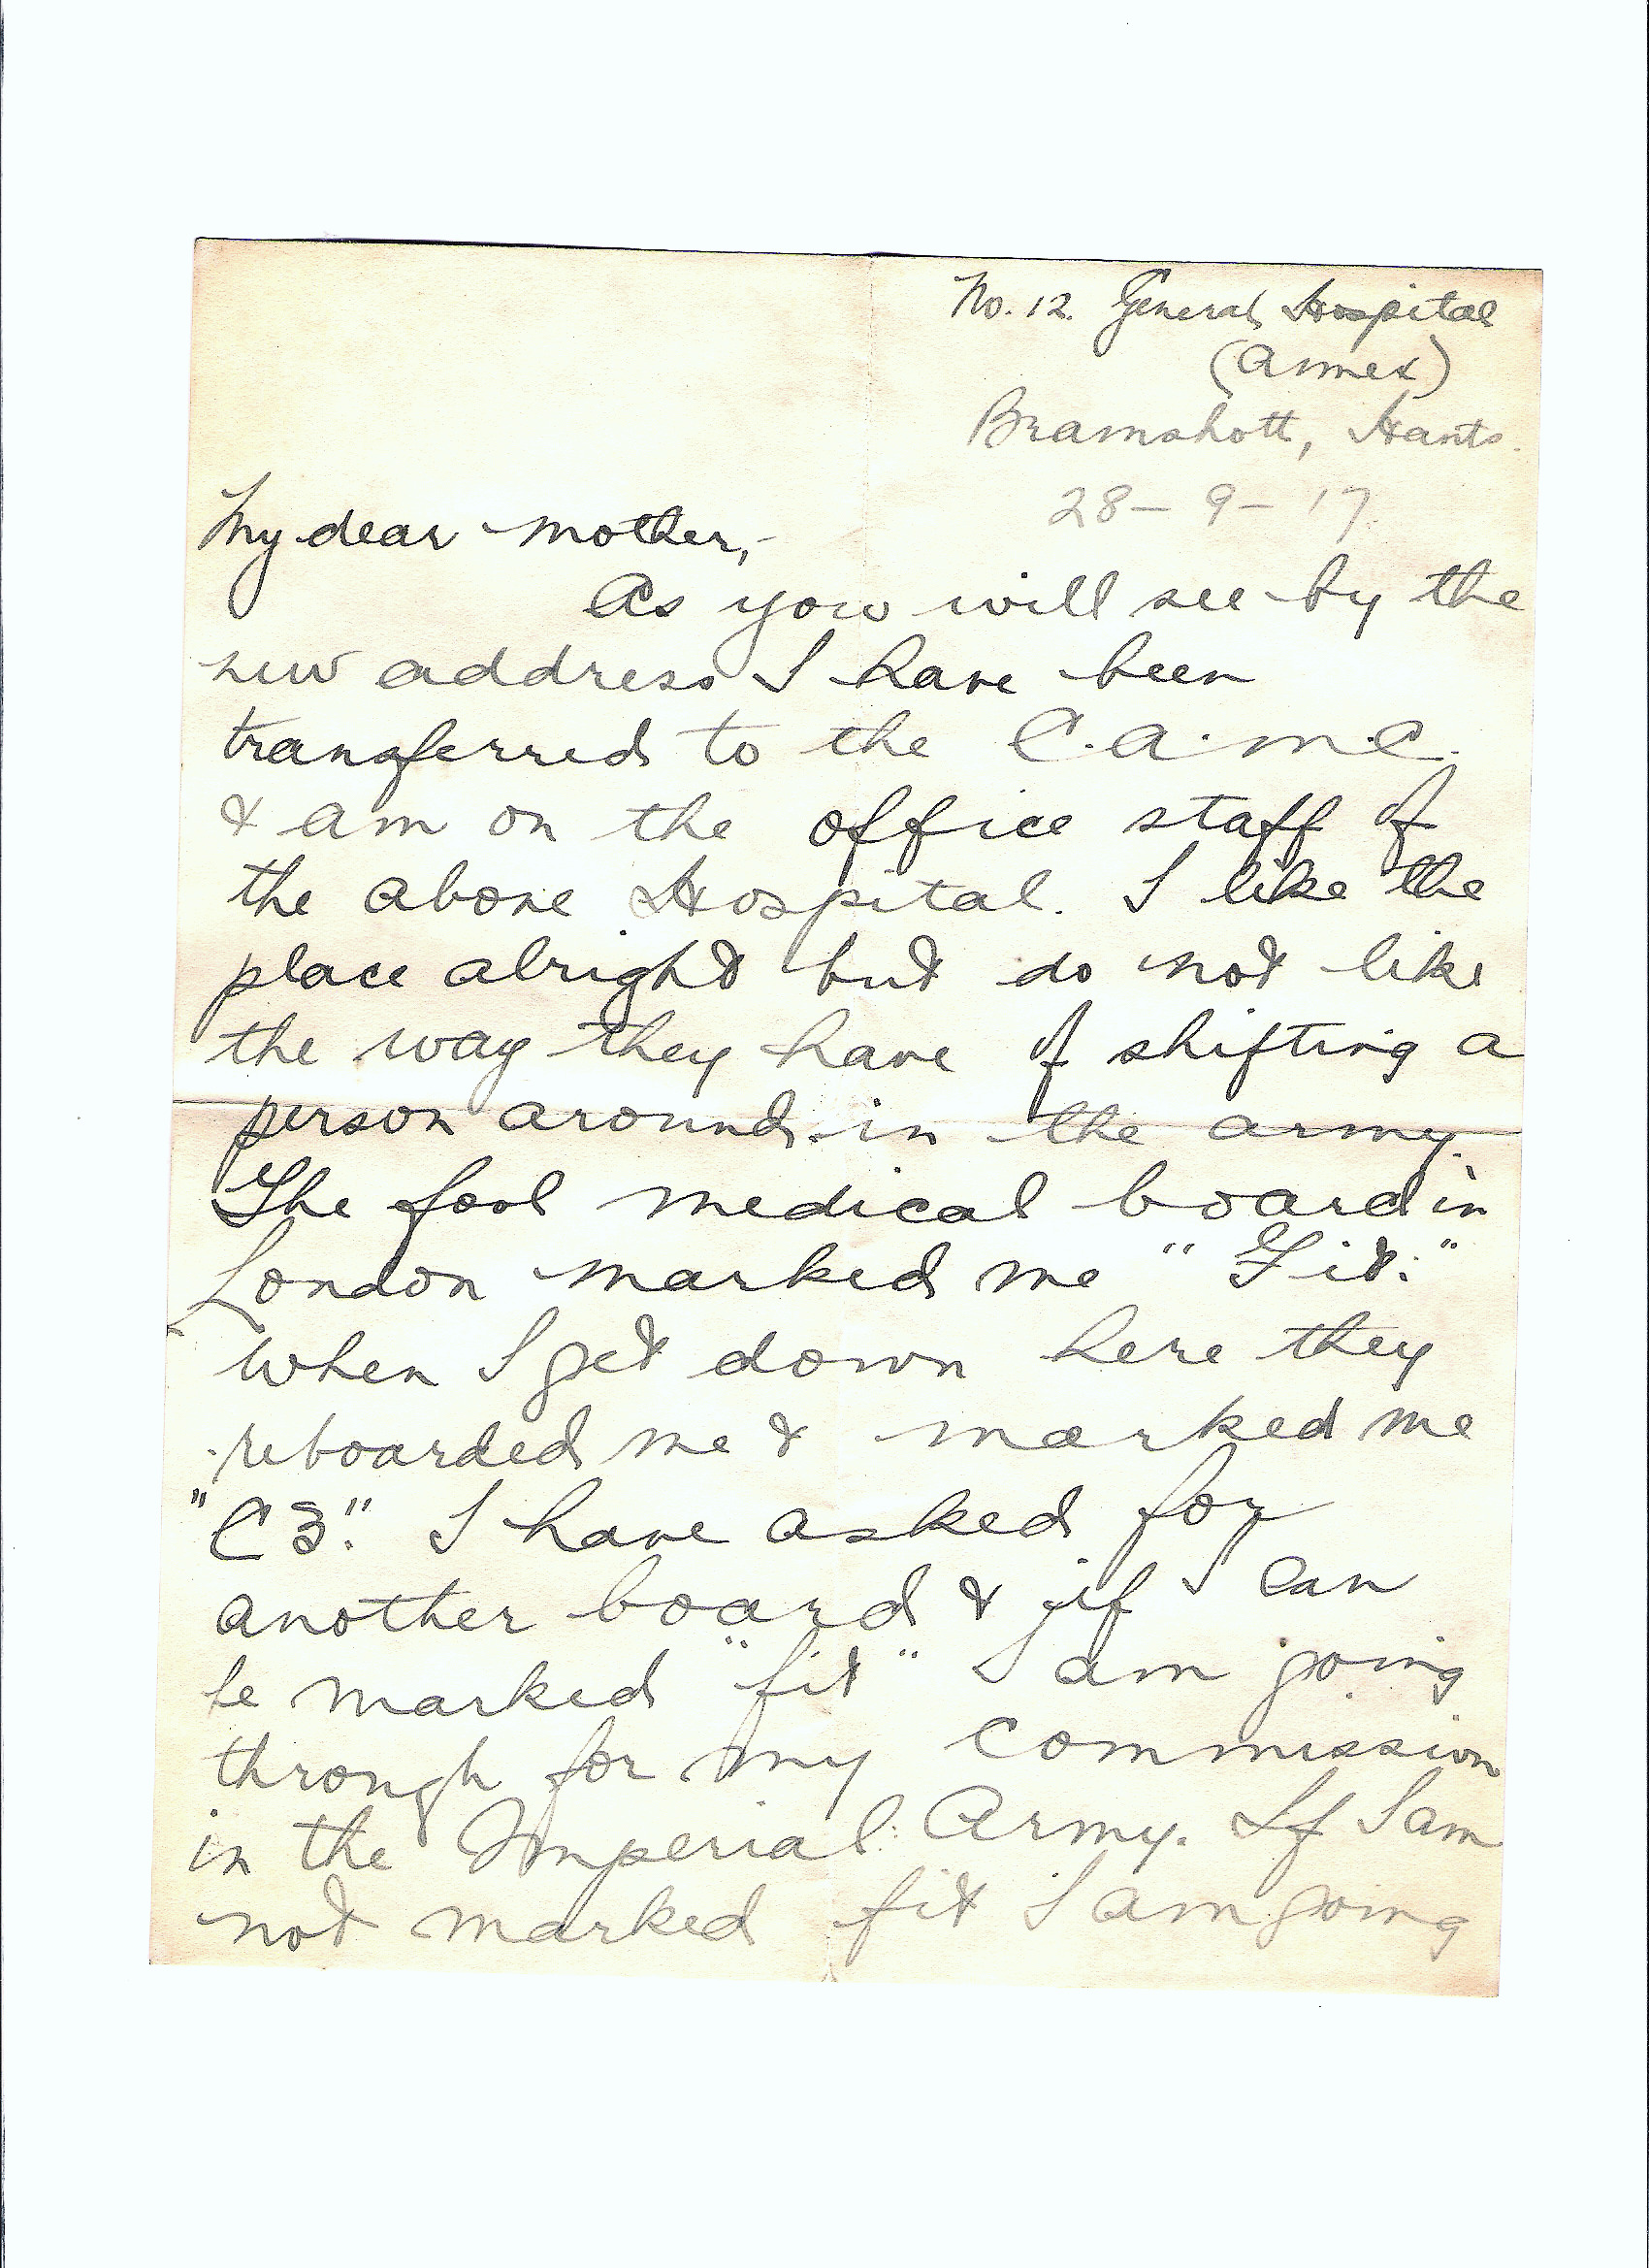 No. 12. General Hospital
(Annex)
Bramshott, Hants.
28 - 9 - 17
My dear Mother,-
As you will see by the
new address I have been
transferred to the C.A.M.C.
& am on the office staff of
the above Hospital. I like the
place alright but do not like
the way they have of shifting a
person around in the army.
The fool medical board in
London marked me "Fit."
when I get down here they
reboarded me & marked me
"C3." I have asked for
another board & if I can
be marked "fit" I am going
through for my commission
in the Imperial Army. If I am
not marked fit I am going